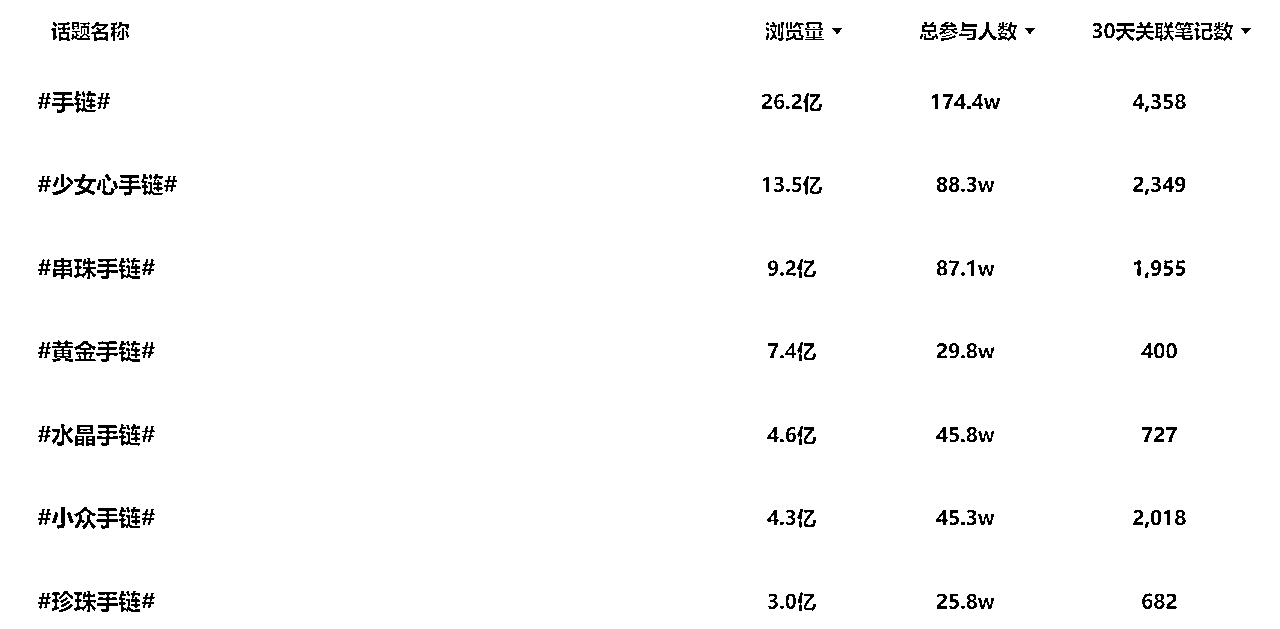 话题名称 浏览量 总参与人数 30天关联笔记数
#手链# 26.2亿 174.4w 4,358
#少女心手链# 13.5亿 88.3w 2,349
#串珠手链# 9.2亿 87.1w 1,955
#黄金手链# 7.4亿 29.8w 400
#水晶手链# 4.6亿 45.8w 727
#小众手链# 4.3亿 45.3w 2,018
#珍珠手链# 3.0亿 25.8w 682